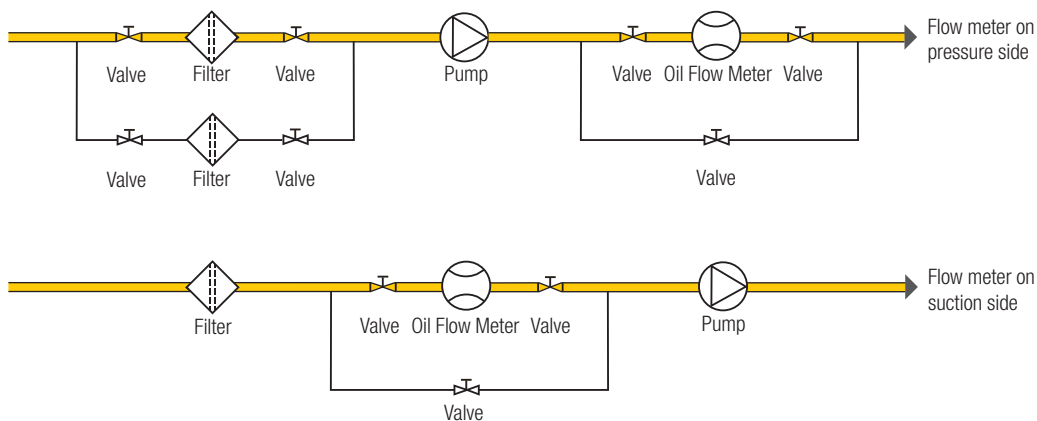 Flow meter on
pressure side
Valve Filter Valve Pump Valve Oil Flow Meter Valve
Valve Filter Valve Valve
Flow meter on
suction side
Filter Valve Oil Flow Meter Valve Pump
Valve